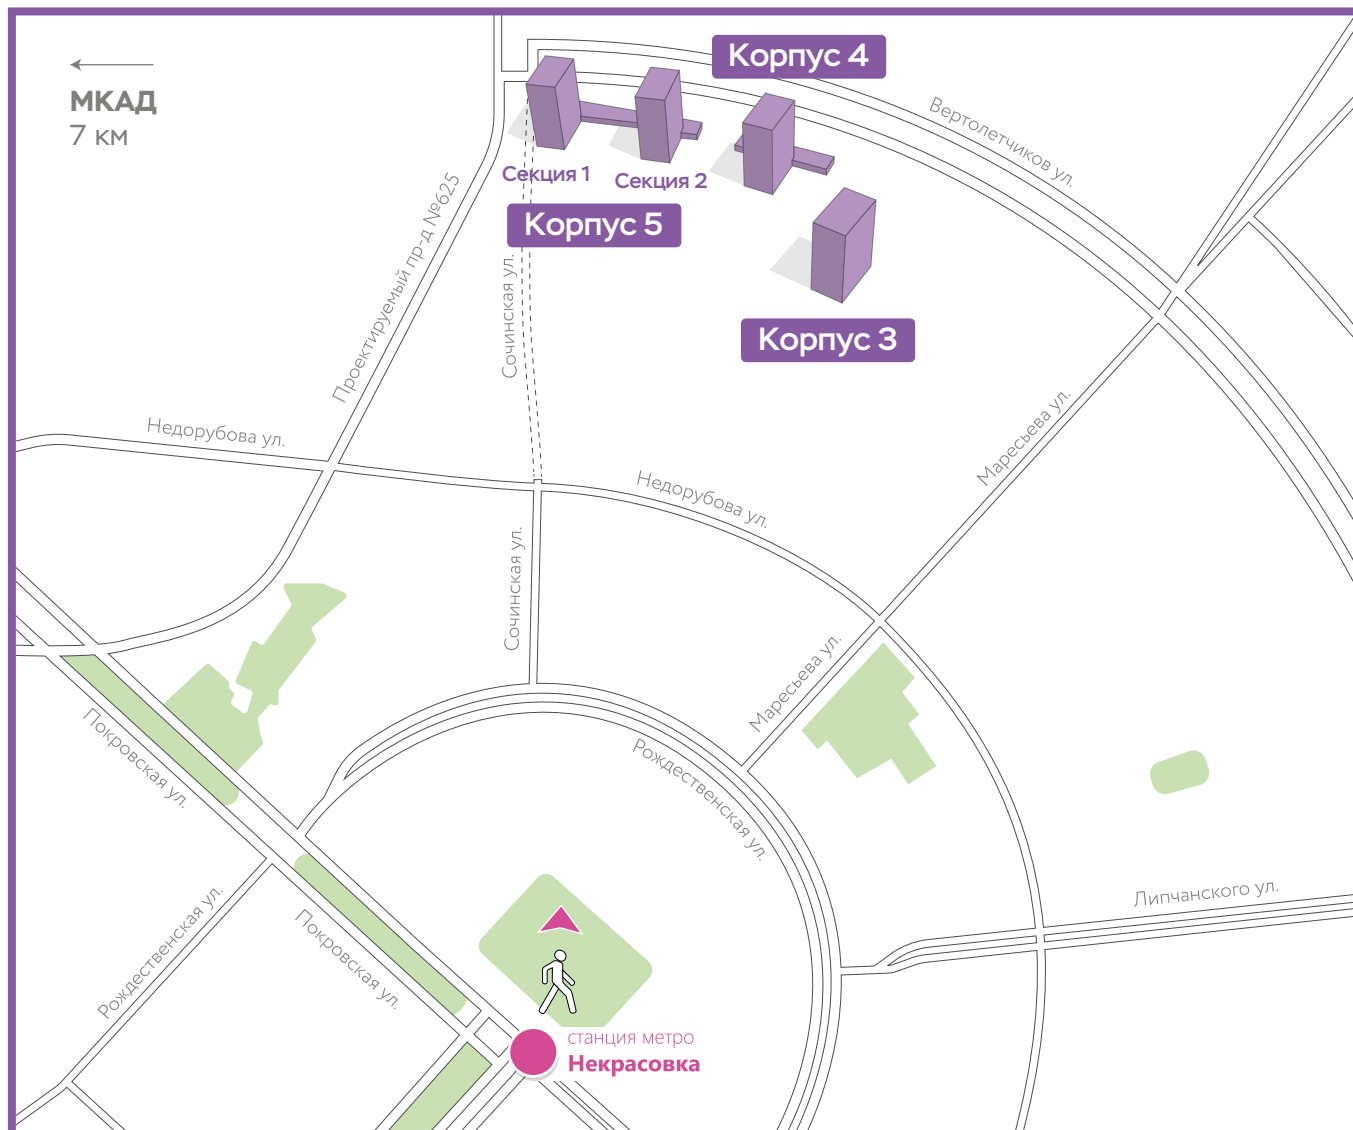 Корпус 4
МКАД
7 км
Вертолетчиков ул.
Секция 1
Секция 2
Корпус 5
Проектируемый пр-д №625
Сочинская ул.
Корпус 3
Недорубова ул.
Маресьева ул.
Недорубова ул.
Сочинская ул.
Маресьева ул.
Покровская ул.
Рождественская ул.
Липчанского ул.
Рождественская ул.
Покровская ул.
станция метро
Некрасовка